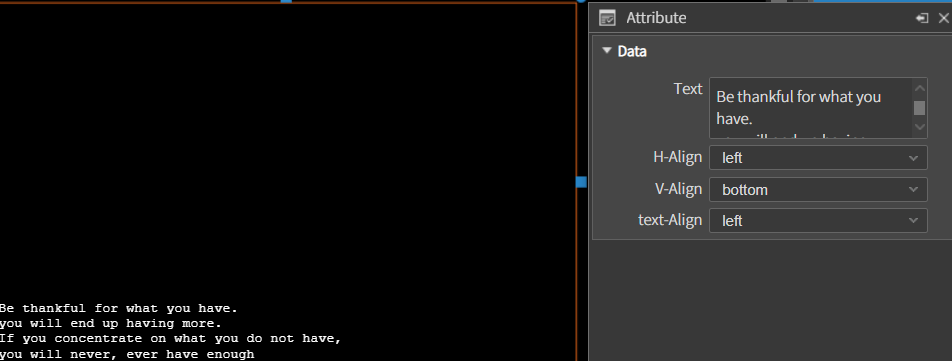 Attribute
Data
Text
Be thankful for what you
have.
H-Align
left
V-Align
bottom
text-Align
left
Be thankful for what you have.
you will end up having more.
If you concentrate on what you do not have,
you will never, ever have enough